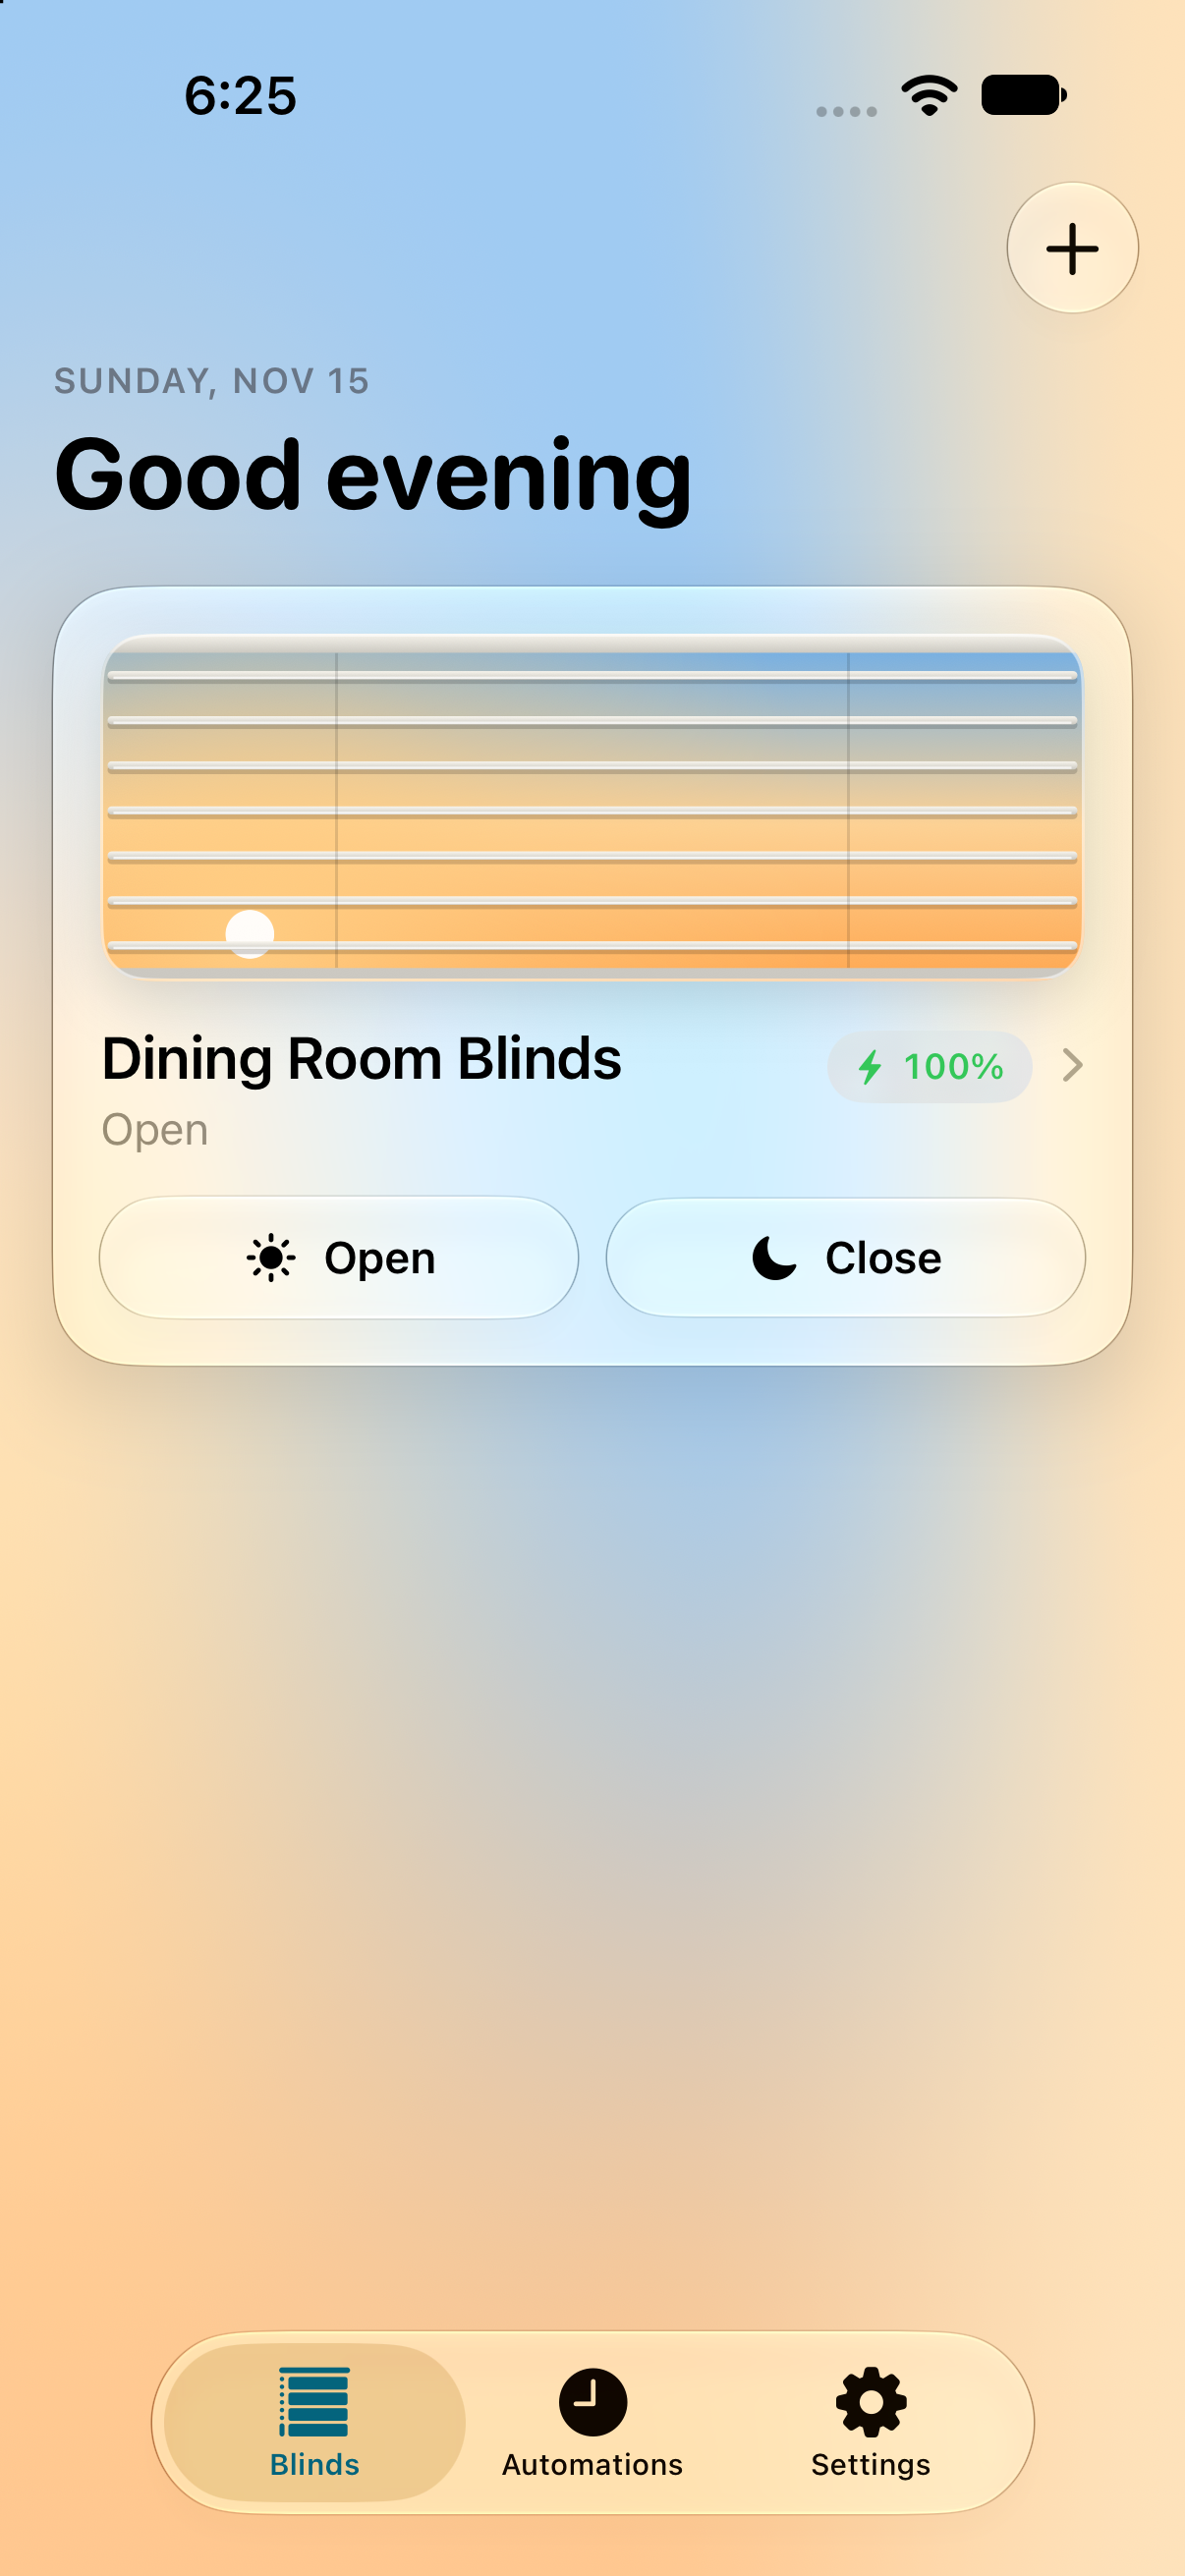 6:25
SUNDAY, NOV 15
Good evening
Dining Room Blinds
100%
Open
Open
Close
Blinds
Automations
Settings